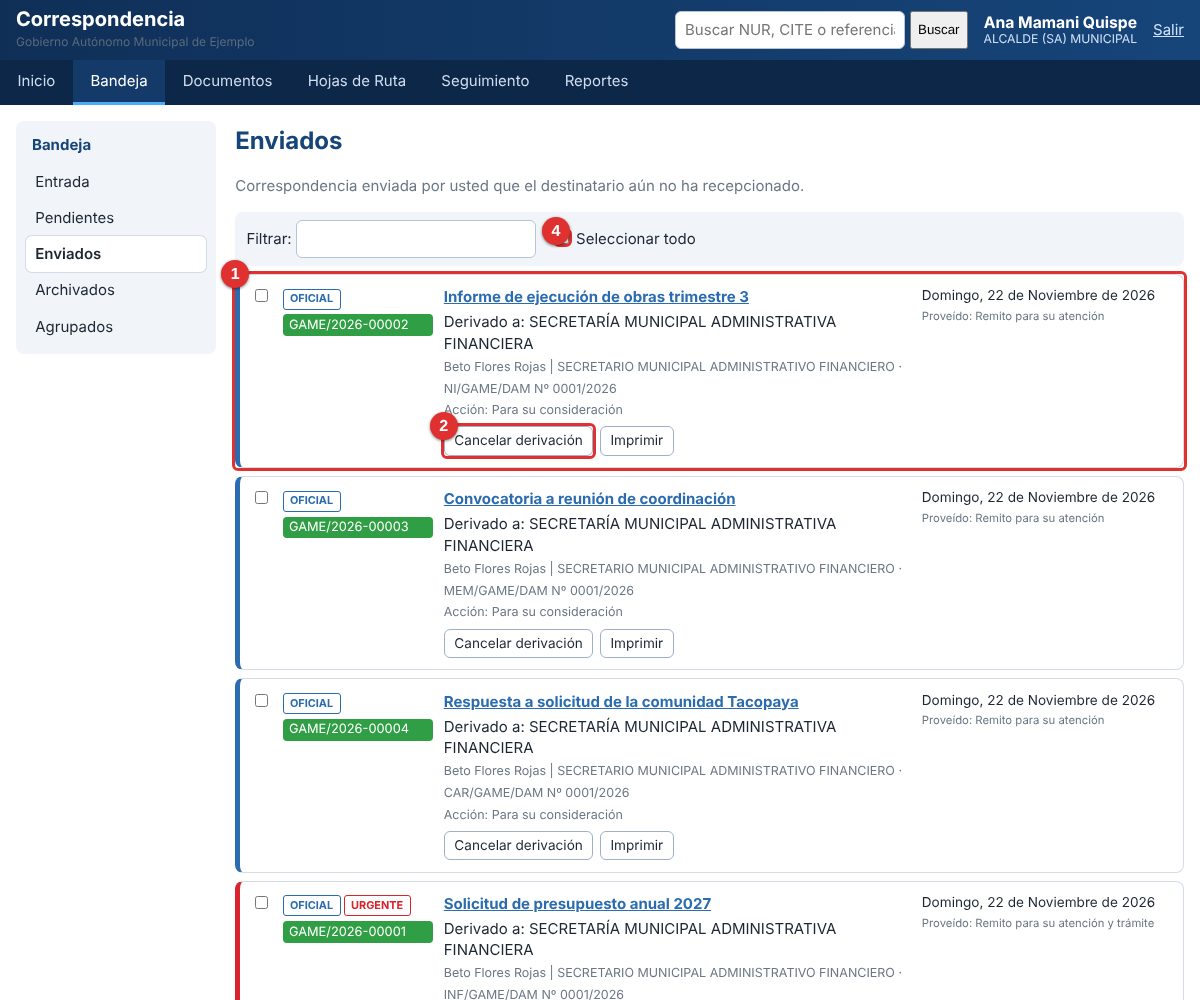 Correspondencia
Gobierno Autónomo Municipal de Ejemplo
Buscar NUR, CITE o referenci
Buscar
Ana Mamani Quispe
ALCALDE (SA) MUNICIPAL
Salir
Inicio
Bandeja
Documentos
Hojas de Ruta
Seguimiento
Reportes
Bandeja
Entrada
Pendientes
Enviados
Archivados
Agrupados
Enviados
Correspondencia enviada por usted que el destinatario aún no ha recepcionado.
Filtrar:
4
Seleccionar todo
1
OFICIAL
GAME/2026-00002
Informe de ejecución de obras trimestre 3
Derivado a: SECRETARÍA MUNICIPAL ADMINISTRATIVA
FINANCIERA
Beto Flores Rojas | SECRETARIO MUNICIPAL ADMINISTRATIVO FINANCIERO ·
NI/GAME/DAM Nº 0001/2026
Acción: Para su consideración
2
Cancelar derivación
Imprimir
Domingo, 22 de Noviembre de 2026
Proveído: Remito para su atención
OFICIAL
GAME/2026-00003
Convocatoria a reunión de coordinación
Derivado a: SECRETARÍA MUNICIPAL ADMINISTRATIVA
FINANCIERA
Beto Flores Rojas | SECRETARIO MUNICIPAL ADMINISTRATIVO FINANCIERO ·
MEM/GAME/DAM Nº 0001/2026
Acción: Para su consideración
Cancelar derivación
Imprimir
Domingo, 22 de Noviembre de 2026
Proveído: Remito para su atención
OFICIAL
GAME/2026-00004
Respuesta a solicitud de la comunidad Tacopaya
Derivado a: SECRETARÍA MUNICIPAL ADMINISTRATIVA
FINANCIERA
Beto Flores Rojas | SECRETARIO MUNICIPAL ADMINISTRATIVO FINANCIERO ·
CAR/GAME/DAM Nº 0001/2026
Acción: Para su consideración
Cancelar derivación
Imprimir
Domingo, 22 de Noviembre de 2026
Proveído: Remito para su atención
OFICIAL
URGENTE
GAME/2026-00001
Solicitud de presupuesto anual 2027
Derivado a: SECRETARÍA MUNICIPAL ADMINISTRATIVA
FINANCIERA
Beto Flores Rojas | SECRETARIO MUNICIPAL ADMINISTRATIVO FINANCIERO ·
INF/GAME/DAM Nº 0001/2026
Domingo, 22 de Noviembre de 2026
Proveído: Remito para su atención y trámite